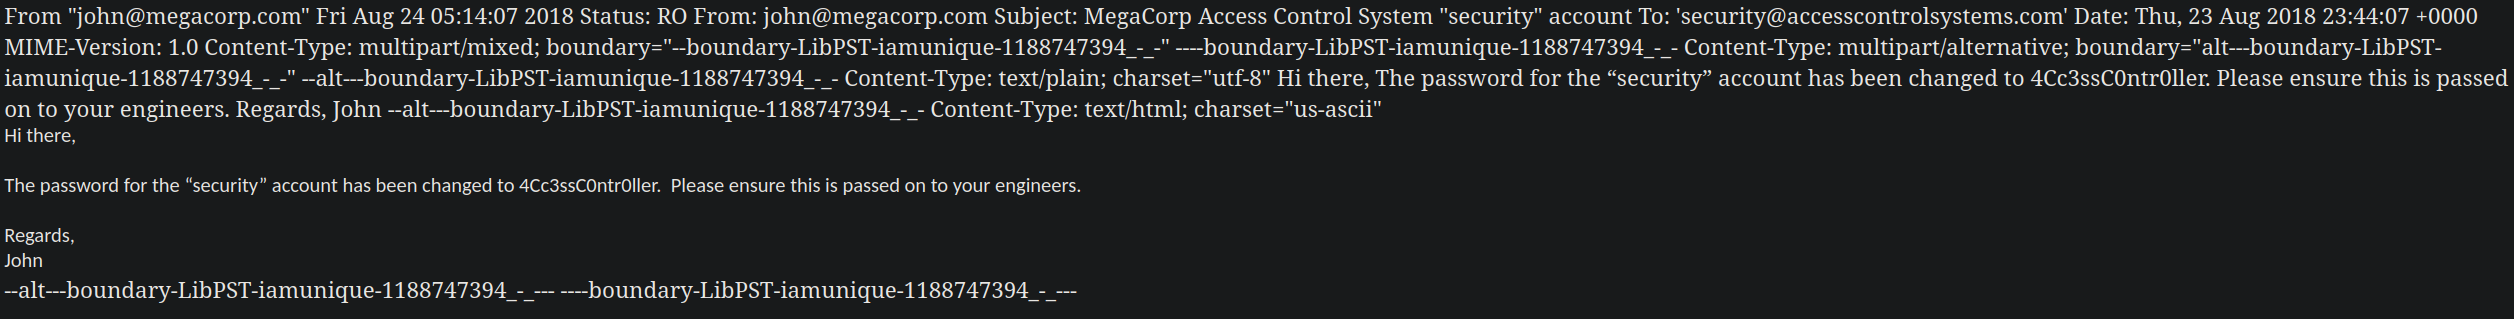 From "john@megacorp.com" Fri Aug 24 05:14:07 2018 Status: RO From: john@megacorp.com Subject: MegaCorp Access Control System "security" account To: 'security@accesscontrolsystems.com' Date: Thu, 23 Aug 2018 23:44:07 +0000
MIME-Version: 1.0 Content-Type: multipart/mixed; boundary="--boundary-LibPST-iamunique-1188747394_-_-" ----boundary-LibPST-iamunique-1188747394_-_- Content-Type: multipart/alternative; boundary="alt---boundary-LibPST-
iamunique-1188747394_-_-" --alt---boundary-LibPST-iamunique-1188747394_-_- Content-Type: text/plain; charset="utf-8" Hi there, The password for the “security” account has been changed to 4Cc3ssC0ntr0ller. Please ensure this is passed
on to your engineers. Regards, John --alt---boundary-LibPST-iamunique-1188747394_-_- Content-Type: text/html; charset="us-ascii"
Hi there,
The password for the “security” account has been changed to 4Cc3ssC0ntr0ller.  Please ensure this is passed on to your engineers.
Regards,
John
--alt---boundary-LibPST-iamunique-1188747394_-_--- ----boundary-LibPST-iamunique-1188747394_-_---